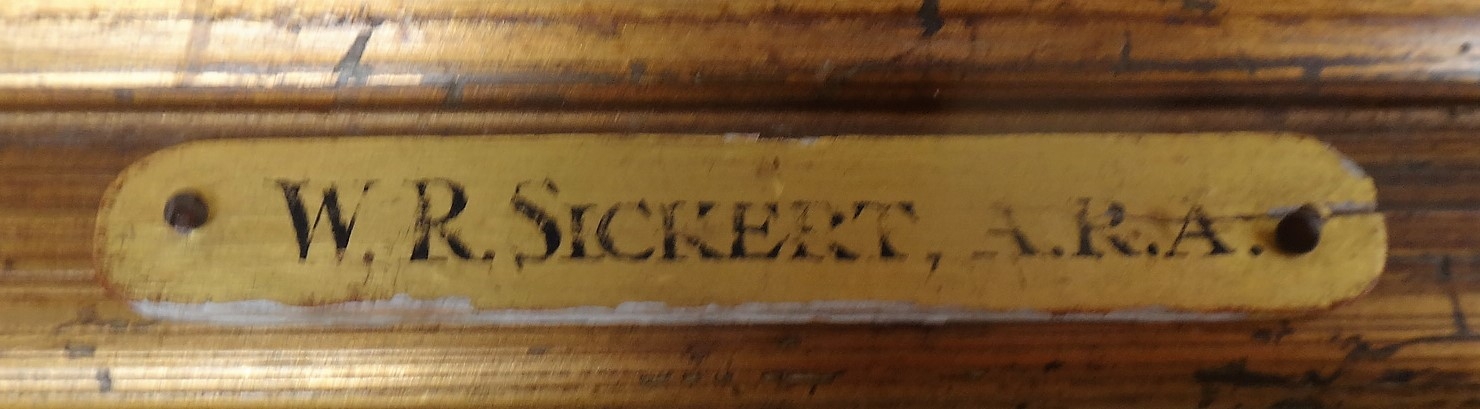 W. R. SICKERT, A.R.A.